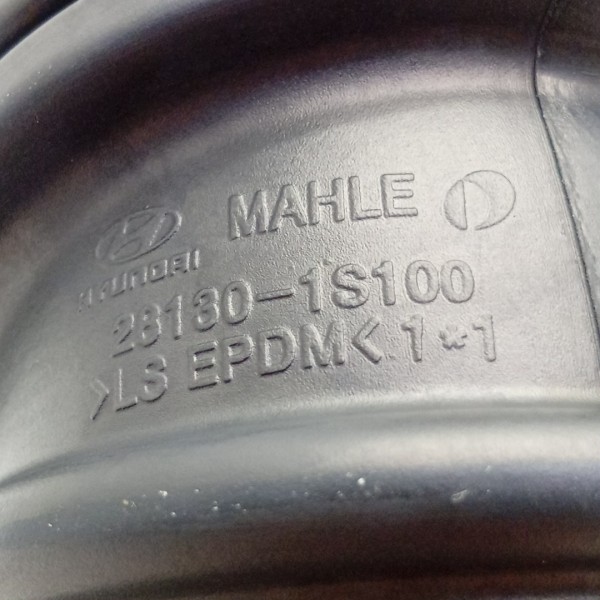 MAHLE
HYUNDAI
28130-1S100
>LS EPDM< 1*1